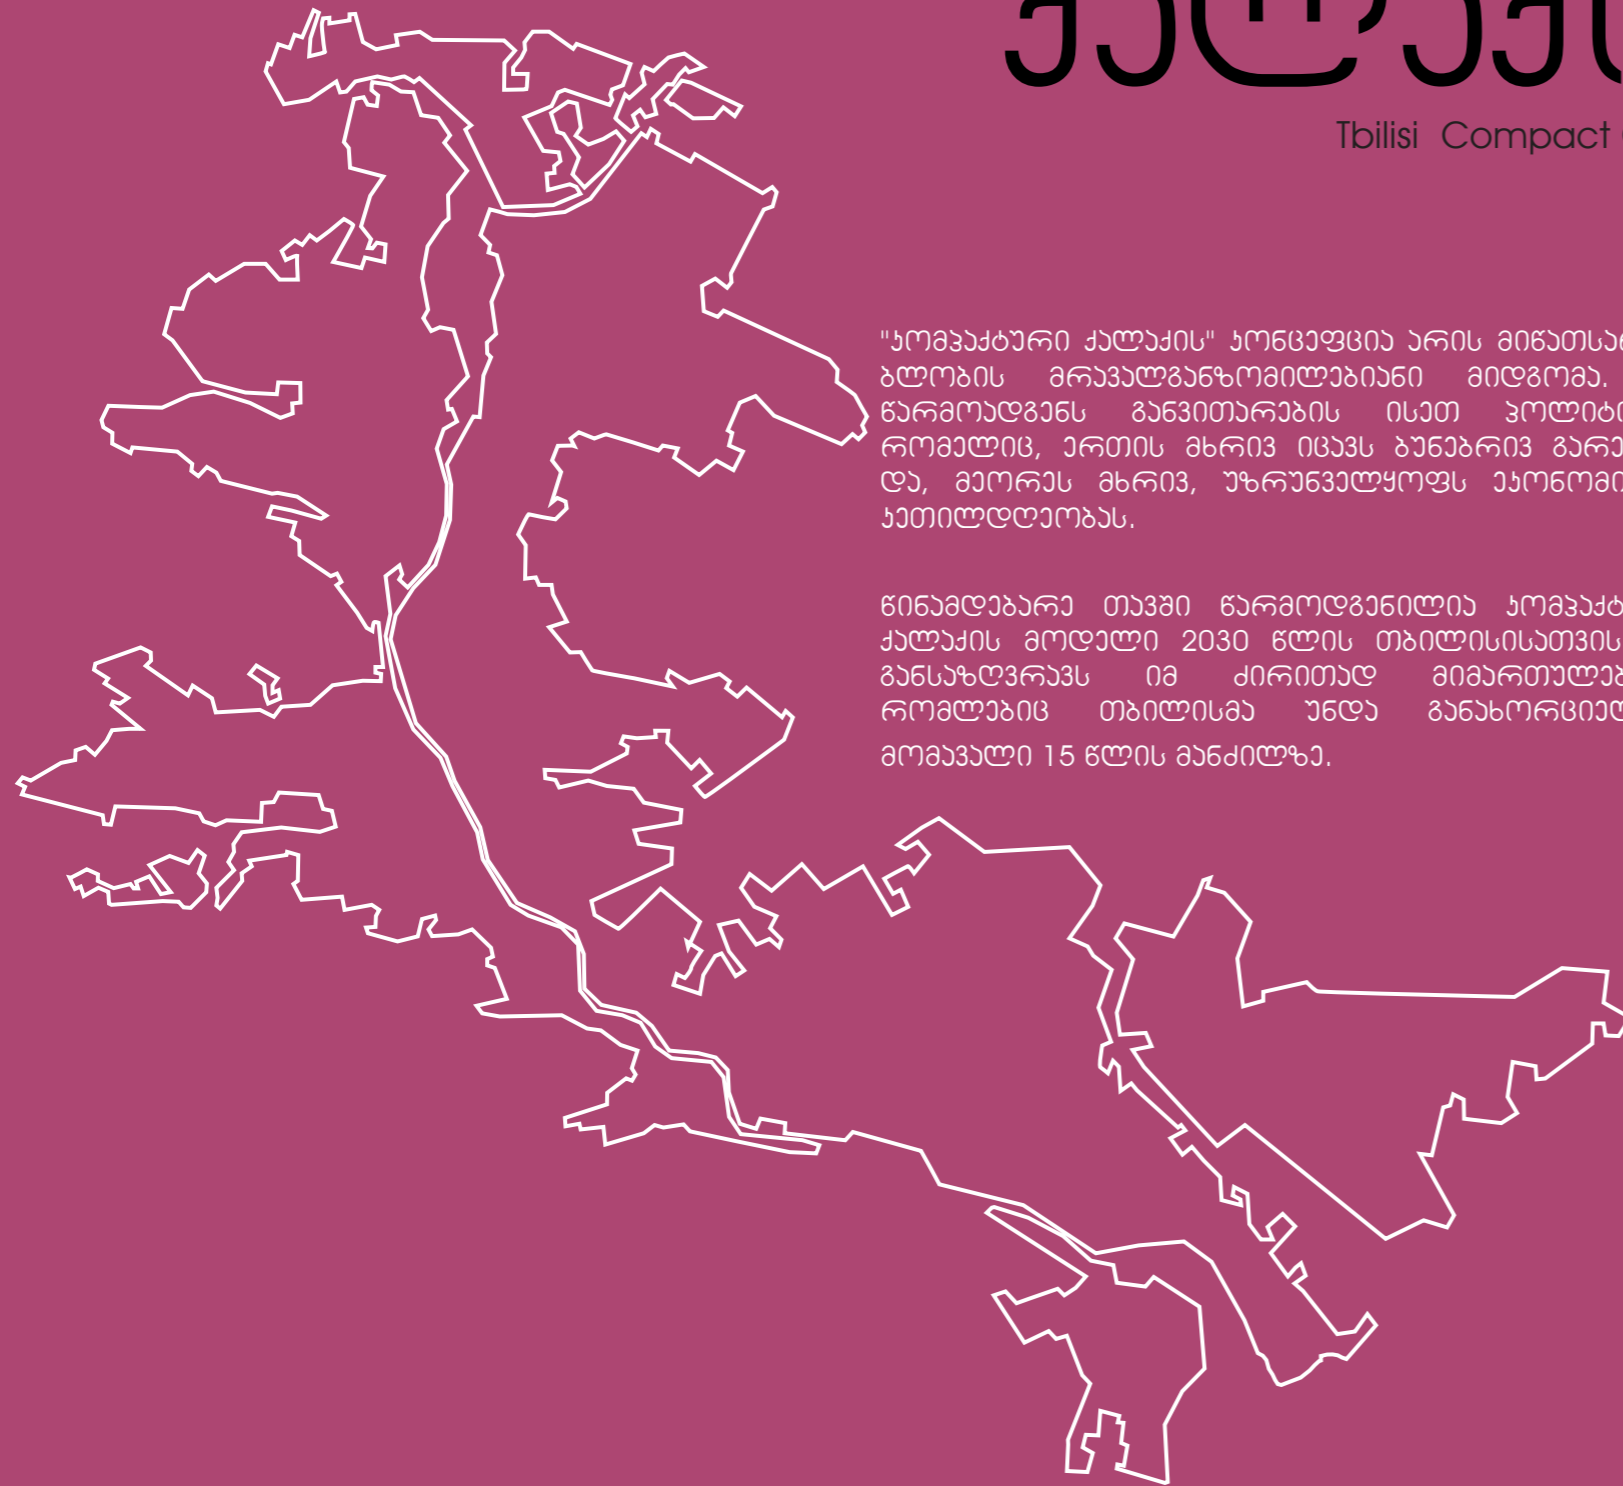 Tbilisi Compact
"კომპაქტური ქალაქის" კონცეფცია არის მიწათსარ
ბლობის მრავალგანზომილებიანი მიდგომა.
წარმოადგენს განვითარების ისეთ პოლიტი
რომელიც, ერთის მხრივ იცავს ბუნებრივ გარე
და, მეორეს მხრივ, უზრუნველყოფს ეკონომი
კეთილდღეობას.
წინამდებარე თავში წარმოდგენილია კომპაქტ
ქალაქის მოდელი 2030 წლის თბილისისათვის
განსაზღვრავს იმ ძირითად მიმართულებ
რომლებიც თბილისმა უნდა განახორციელ
მომავალი 15 წლის მანძილზე.